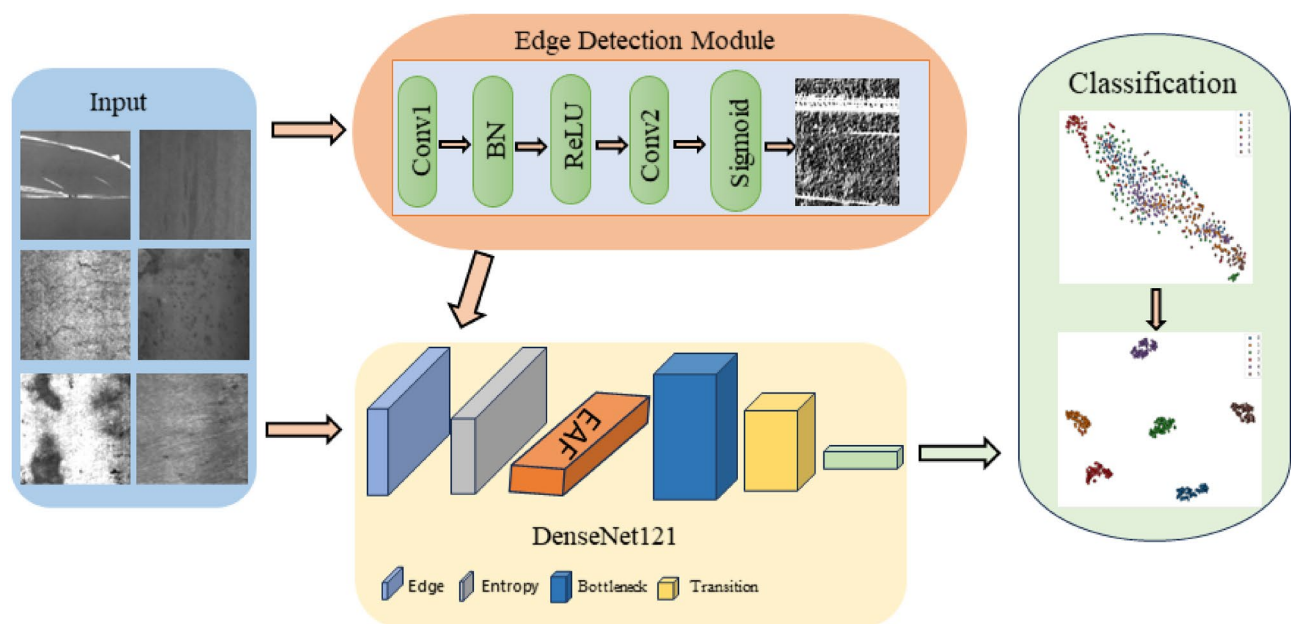 Input
Edge Detection Module
Conv1
BN
ReLU
Conv2
Sigmoid
EAF
DenseNet121
Edge
Entropy
Bottleneck
Transition
Classification